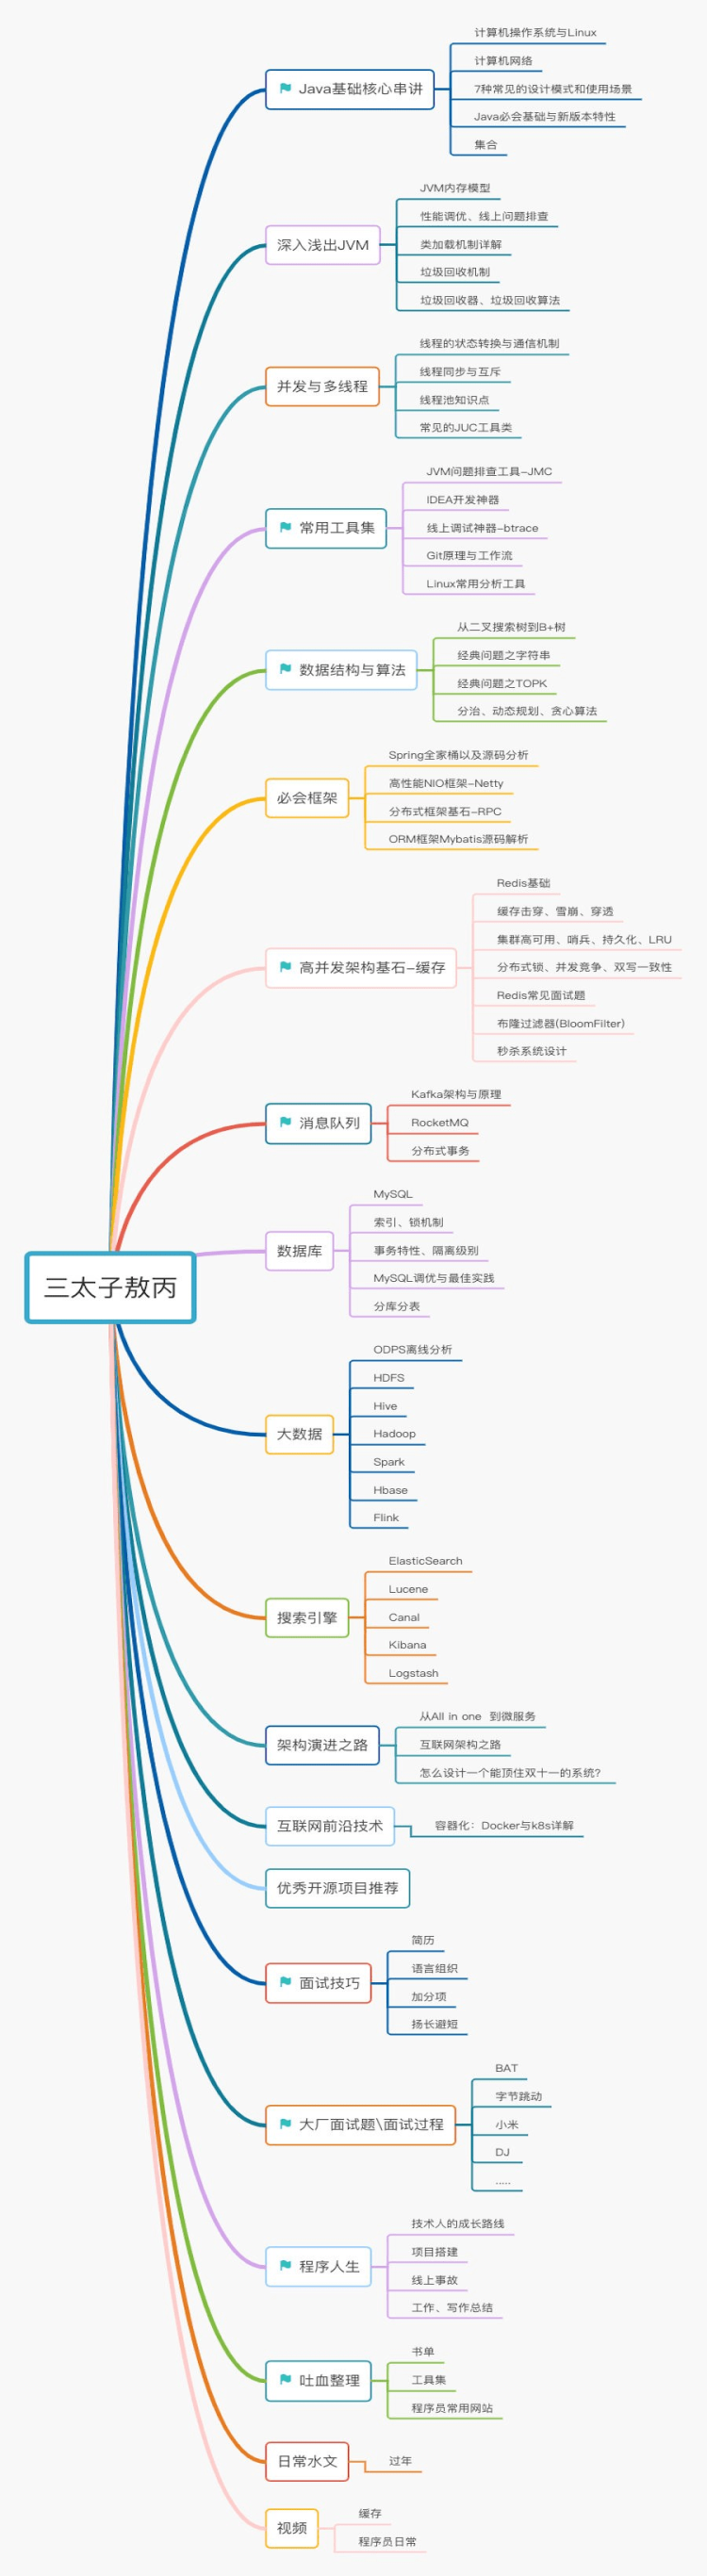 三太子敖丙
Java基础核心串讲
计算机操作系统与Linux
计算机网络
7种常见的设计模式和使用场景
Java必会基础与新版本特性
集合
深入浅出JVM
JVM内存模型
性能调优、线上问题排查
类加载机制详解
垃圾回收机制
垃圾回收器、垃圾回收算法
并发与多线程
线程的状态转换与通信机制
线程同步与互斥
线程池知识点
常见的JUC工具类
常用工具集
JVM问题排查工具-JMC
IDEA开发神器
线上调试神器-btrace
Git原理与工作流
Linux常用分析工具
数据结构与算法
从二叉搜索树到B+树
经典问题之字符串
经典问题之TOPK
分治、动态规划、贪心算法
必会框架
Spring全家桶以及源码分析
高性能NIO框架-Netty
分布式框架基石-RPC
ORM框架Mybatis源码解析
高并发架构基石-缓存
Redis基础
缓存击穿、雪崩、穿透
集群高可用、哨兵、持久化、LRU
分布式锁、并发竞争、双写一致性
Redis常见面试题
布隆过滤器(BloomFilter)
秒杀系统设计
消息队列
Kafka架构与原理
RocketMQ
分布式事务
数据库
MySQL
索引、锁机制
事务特性、隔离级别
MySQL调优与最佳实践
分库分表
大数据
ODPS离线分析
HDFS
Hive
Hadoop
Spark
Hbase
Flink
搜索引擎
ElasticSearch
Lucene
Canal
Kibana
Logstash
架构演进之路
从All in one 到微服务
互联网架构之路
怎么设计一个能顶住双十一的系统?
互联网前沿技术
容器化：Docker与k8s详解
优秀开源项目推荐
面试技巧
简历
语言组织
加分项
扬长避短
大厂面试题\面试过程
BAT
字节跳动
小米
DJ
.....
程序人生
技术人的成长路线
项目搭建
线上事故
工作、写作总结
吐血整理
书单
工具集
程序员常用网站
日常水文
过年
视频
缓存
程序员日常